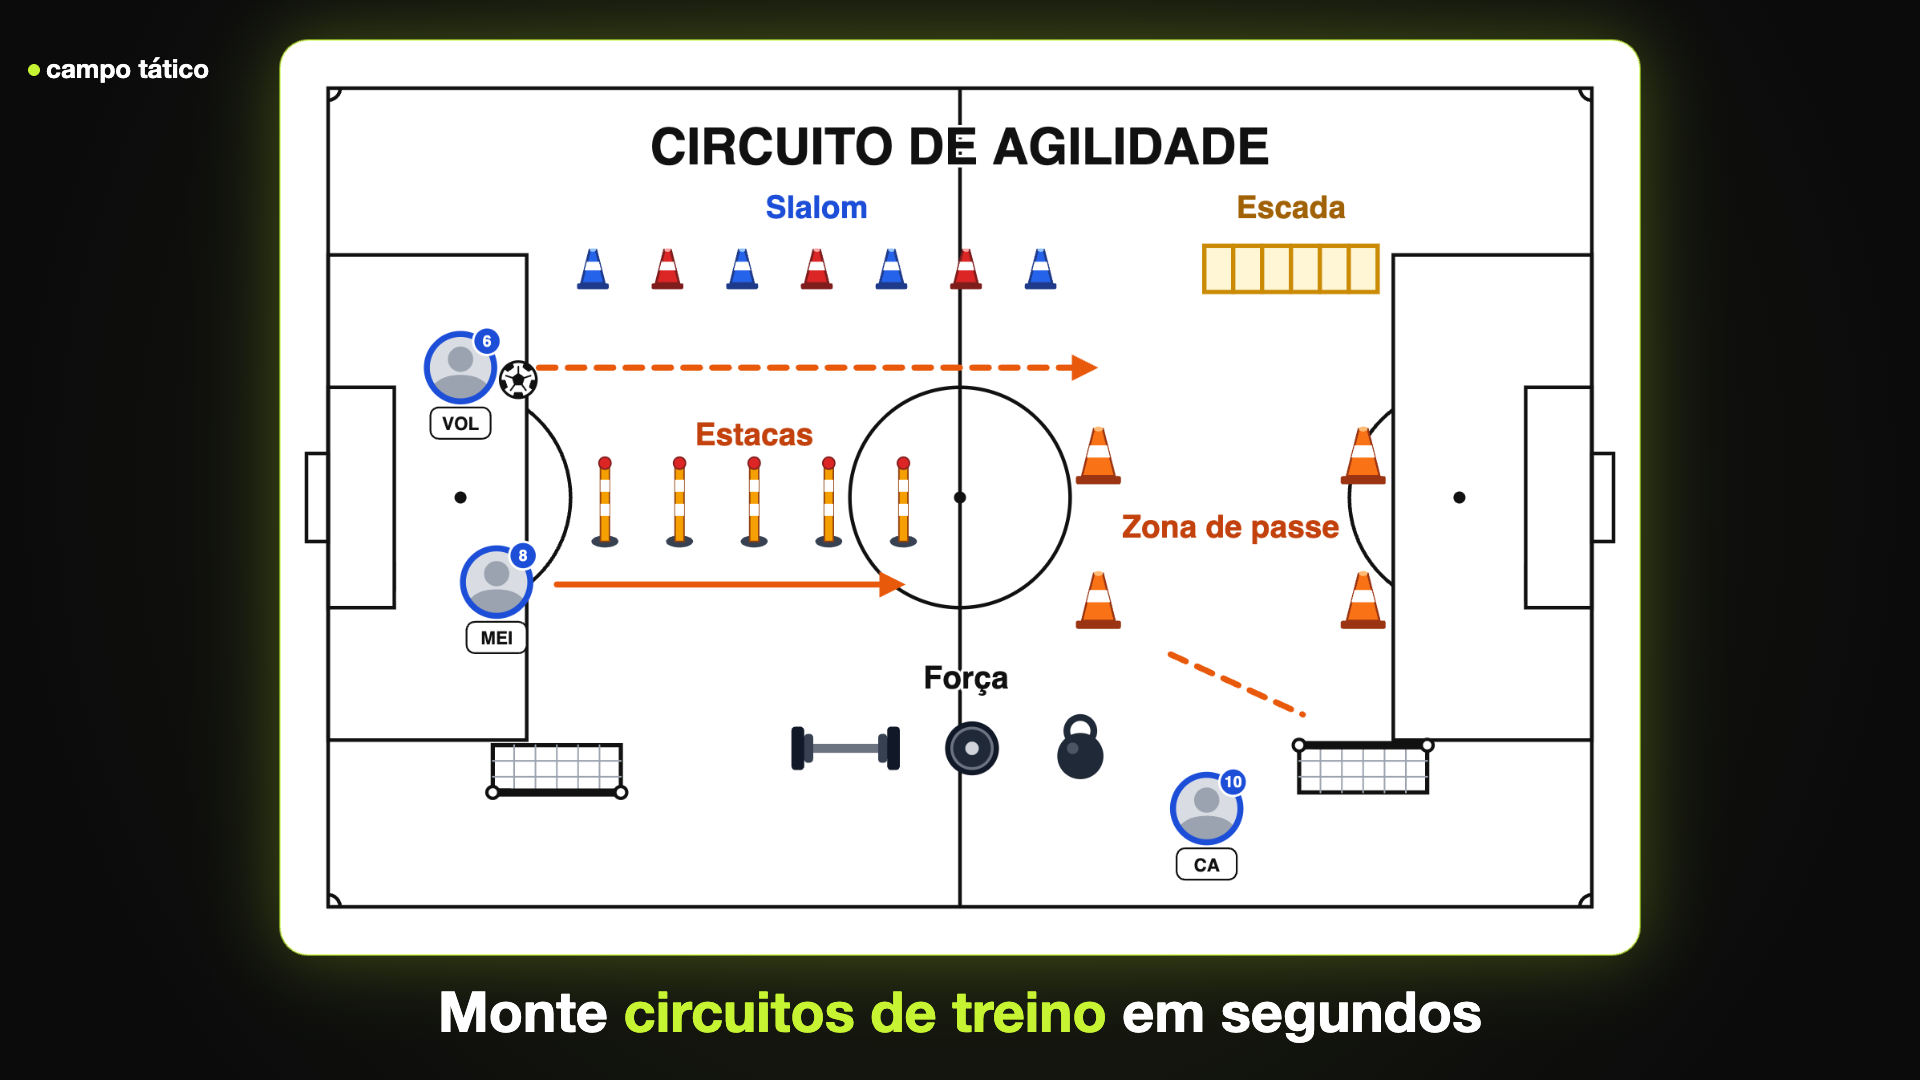 campo tático
CIRCUITO DE AGILIDADE
Slalom
Escada
6
VOL
Estacas
Zona de passe
8
MEI
Força
10
CA
Monte circuitos de treino em segundos